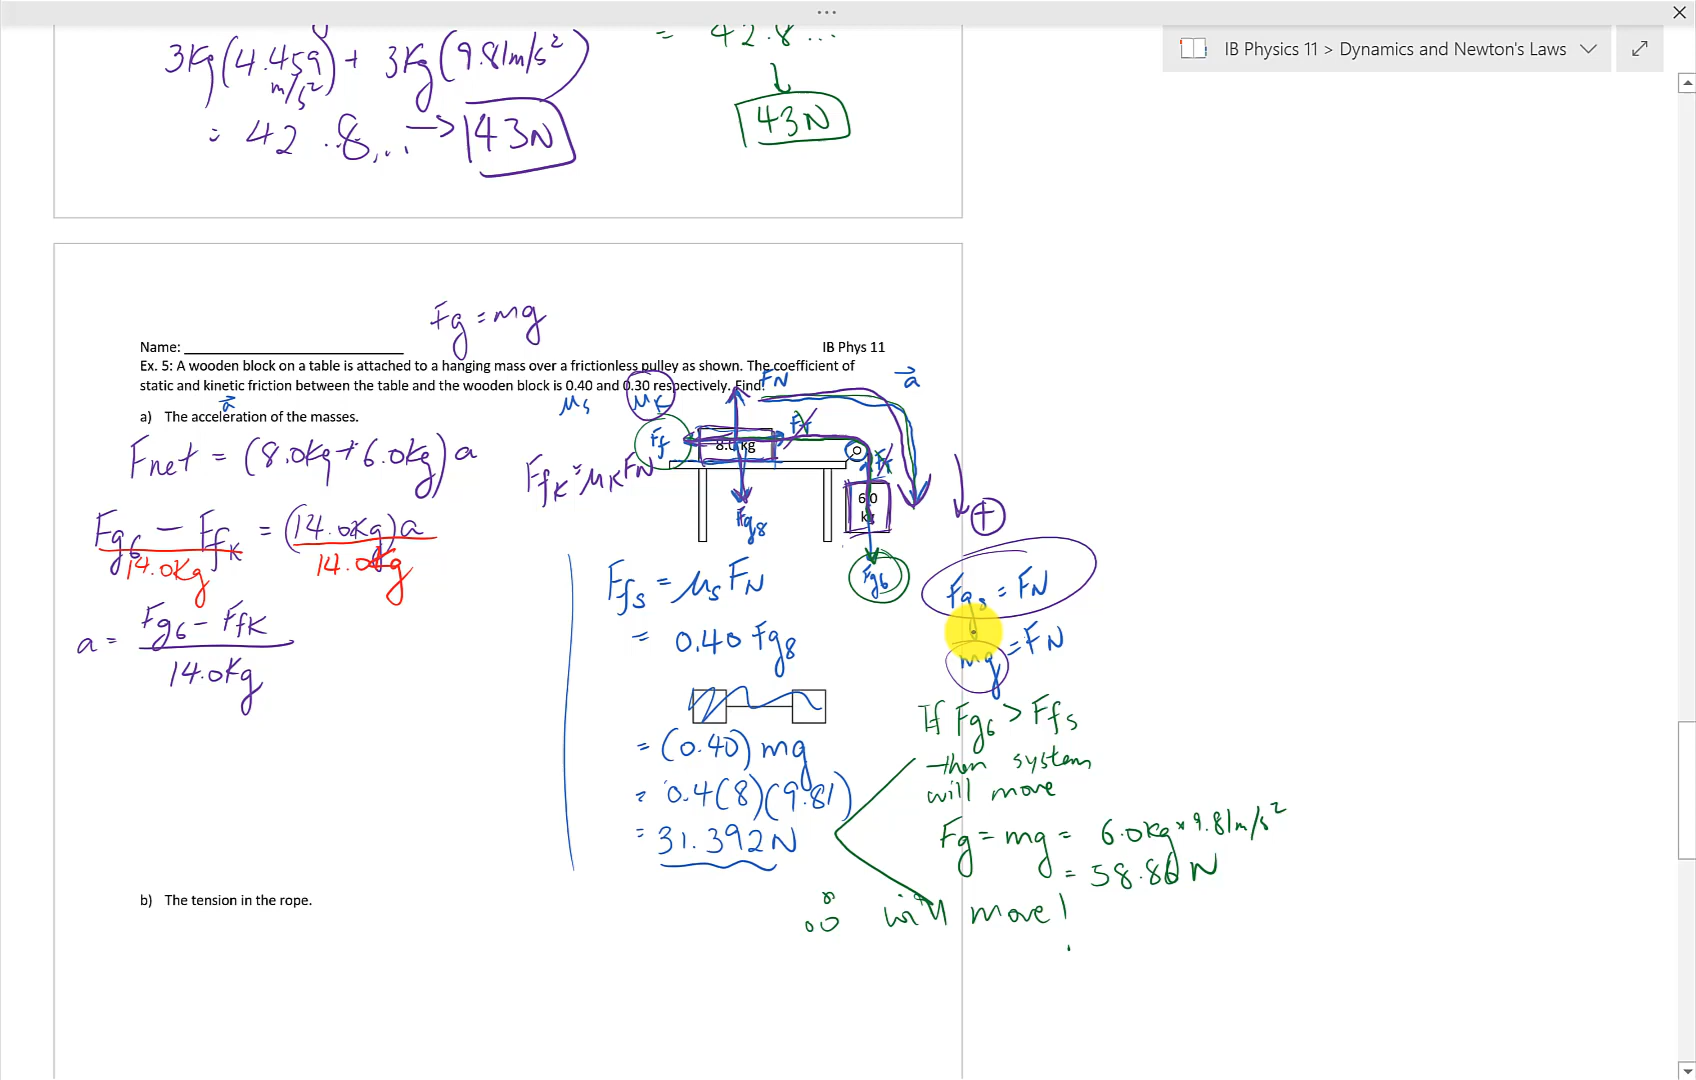 IB Physics 11 > Dynamics and Newton's Laws
3kg(4.459 m/s²) + 3kg(9.81m/s²)
= 42.8... → 43N
= 42.8...
↓
43N
Fg = mg
Name:
IB Phys 11
Ex. 5: A wooden block on a table is attached to a hanging mass over a frictionless pulley as shown. The coefficient of
static and kinetic friction between the table and the wooden block is 0.40 and 0.30 respectively. Find:
μs μk
a) The acceleration of the masses.
a⃗
Fnet = (8.0kg + 6.0kg)a
Fg6 − Ffk = (14.0kg)a
14.0kg 14.0kg
a = Fg6 − Ffk
14.0kg
Ffk = μkFN
FN
a⃗
Ff
8.0 kg
6.0
kg
Fg8
Fg6
+
Ffs = μsFN
= 0.40 Fg8
= (0.40) mg
= 0.4(8)(9.81)
= 31.392N
Fg8 = FN
mg = FN
If Fg6 > Ffs
then system
will move
Fg = mg = 6.0kg × 9.81m/s²
= 58.86 N
∴ will move!
b) The tension in the rope.